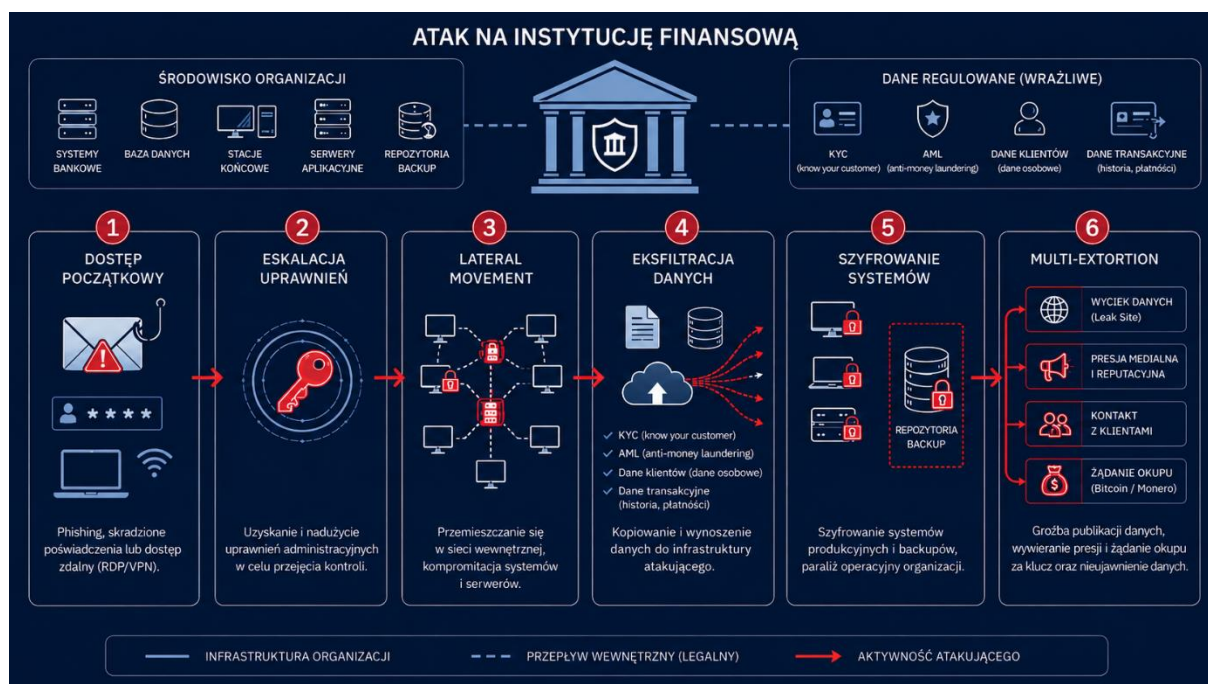 ATAK NA INSTYTUCJĘ FINANSOWĄ
ŚRODOWISKO ORGANIZACJI
SYSTEMY
BANKOWE
BAZA DANYCH
STACJE
KOŃCOWE
SERWERY
APLIKACYJNE
REPOZYTORIA
BACKUP
DANE REGULOWANE (WRAŻLIWE)
KYC
(know your customer)
AML
(anti-money laundering)
DANE KLIENTÓW
(dane osobowe)
DANE TRANSAKCYJNE
(historia, płatności)
1
DOSTĘP
POCZĄTKOWY
* * * *
Phishing, skradzione
poświadczenia lub dostęp
zdalny (RDP/VPN).
2
ESKALACJA
UPRAWNIEŃ
Uzyskanie i nadużycie
uprawnień administracyjnych
w celu przejęcia kontroli.
3
LATERAL
MOVEMENT
Przemieszczanie się
w sieci wewnętrznej,
kompromitacja systemów
i serwerów.
4
EKSFILTRACJA
DANYCH
✓ KYC (know your customer)
✓ AML (anti-money laundering)
✓ Dane klientów (dane osobowe)
✓ Dane transakcyjne
(historia, płatności)
Kopiowanie i wynoszenie
danych do infrastruktury
atakującego.
5
SZYFROWANIE
SYSTEMÓW
REPOZYTORIA
BACKUP
Szyfrowanie systemów
produkcyjnych i backupów,
paraliż operacyjny organizacji.
6
MULTI-EXTORTION
WYCIEK DANYCH
(Leak Site)
PRESJA MEDIALNA
I REPUTACYJNA
KONTAKT
Z KLIENTAMI
ŻĄDANIE OKUPU
(Bitcoin / Monero)
$
Groźba publikacji danych,
wywieranie presji i żądanie okupu
za klucz oraz nieujawnienie danych.
INFRASTRUKTURA ORGANIZACJI
PRZEPŁYW WEWNĘTRZNY (LEGALNY)
AKTYWNOŚĆ ATAKUJĄCEGO